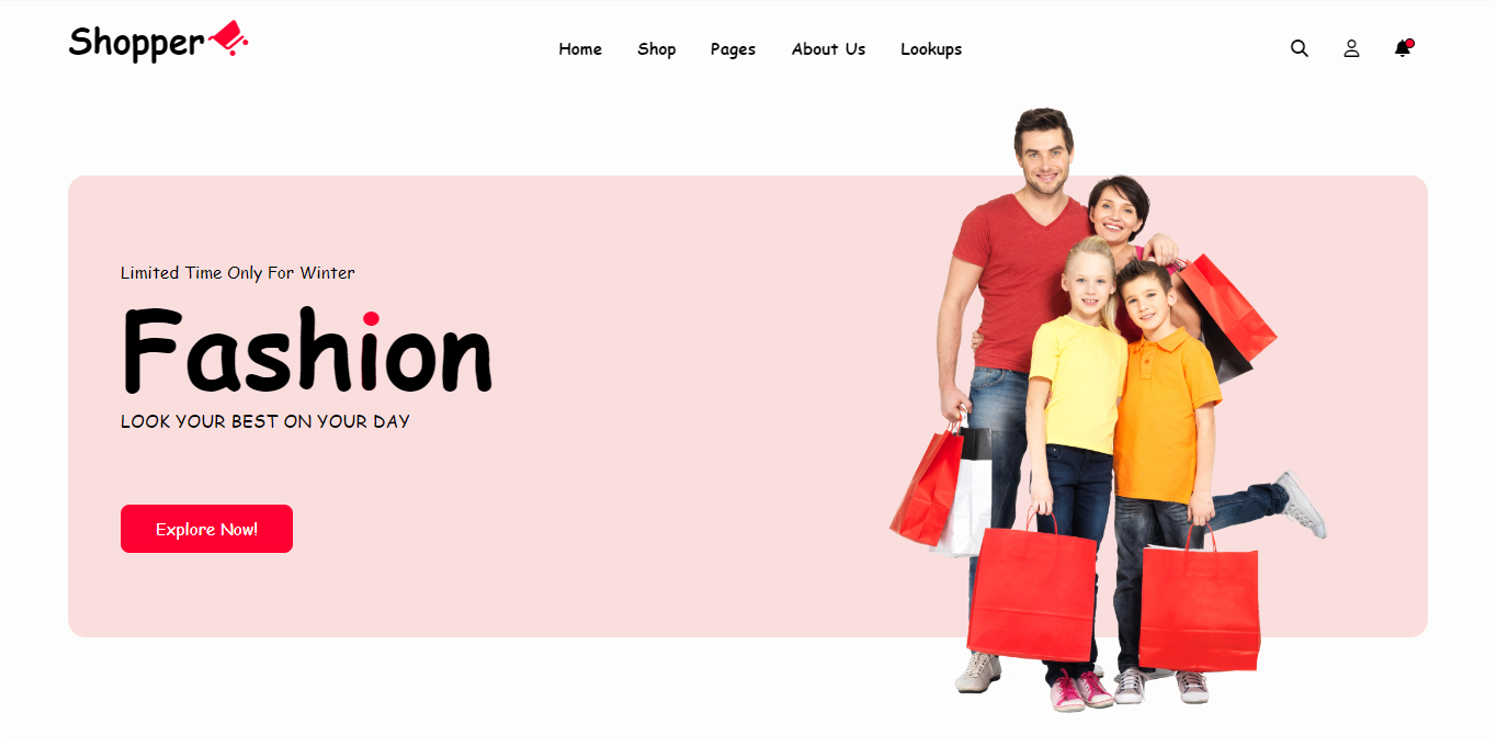 Shopper
Home Shop Pages About Us Lookups
Limited Time Only For Winter
Fashion
LOOK YOUR BEST ON YOUR DAY
Explore Now!